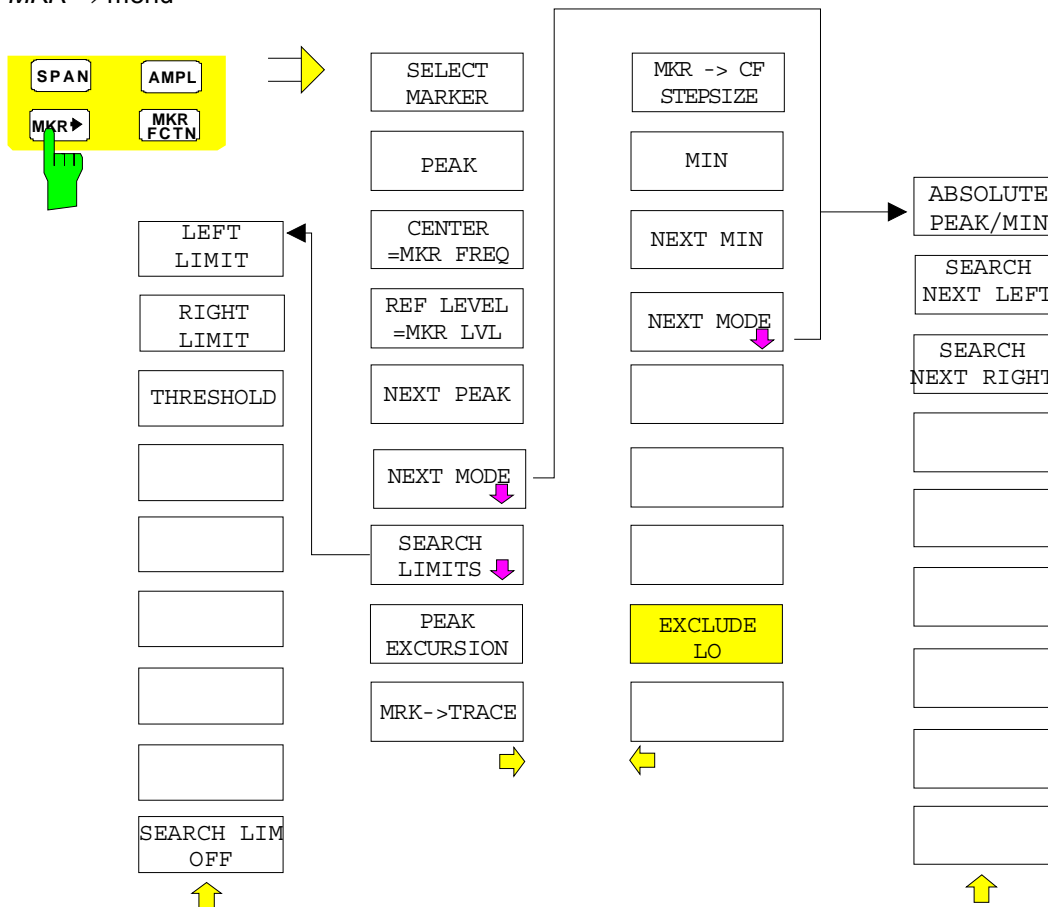 MKR → menu
SPAN
AMPL
MKR
MKR
FCTN
LEFT
LIMIT
RIGHT
LIMIT
THRESHOLD
SEARCH LIM
OFF
SELECT
MARKER
PEAK
CENTER
=MKR FREQ
REF LEVEL
=MKR LVL
NEXT PEAK
NEXT MODE
SEARCH
LIMITS
PEAK
EXCURSION
MRK->TRACE
MKR -> CF
STEPSIZE
MIN
NEXT MIN
NEXT MODE
EXCLUDE
LO
ABSOLUTE
PEAK/MIN
SEARCH
NEXT LEFT
SEARCH
NEXT RIGHT